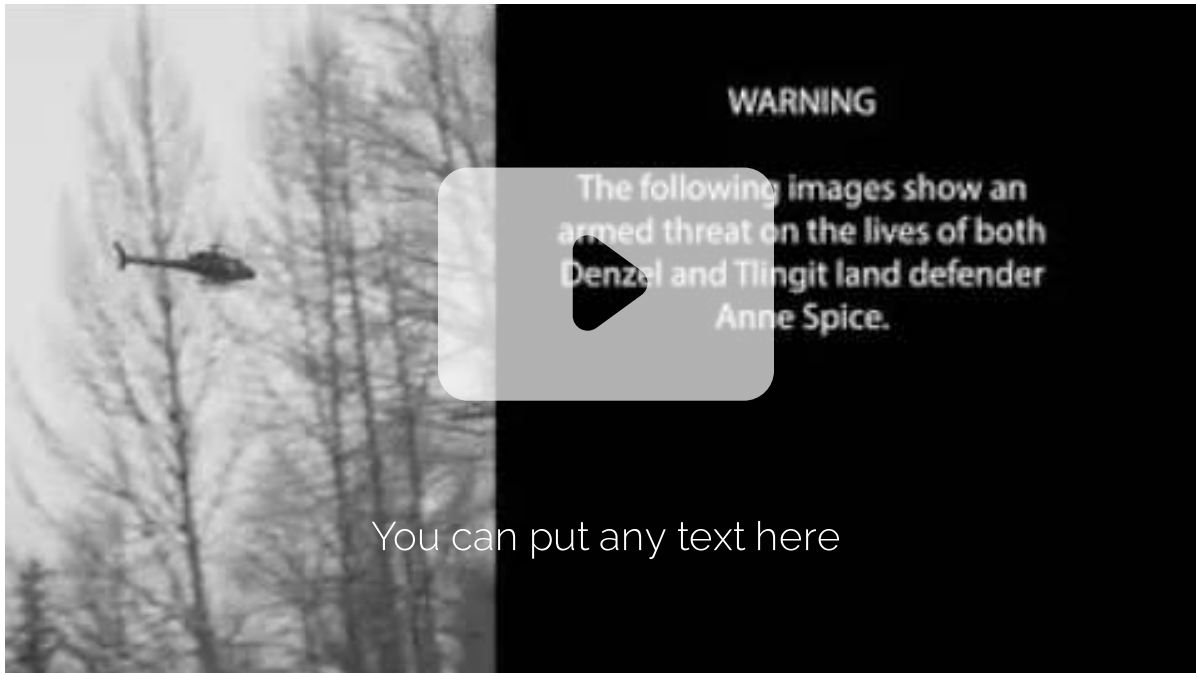 WARNING
The following images show an
armed threat on the lives of both
Denzel and Tlingit land defender
Anne Spice.
You can put any text here